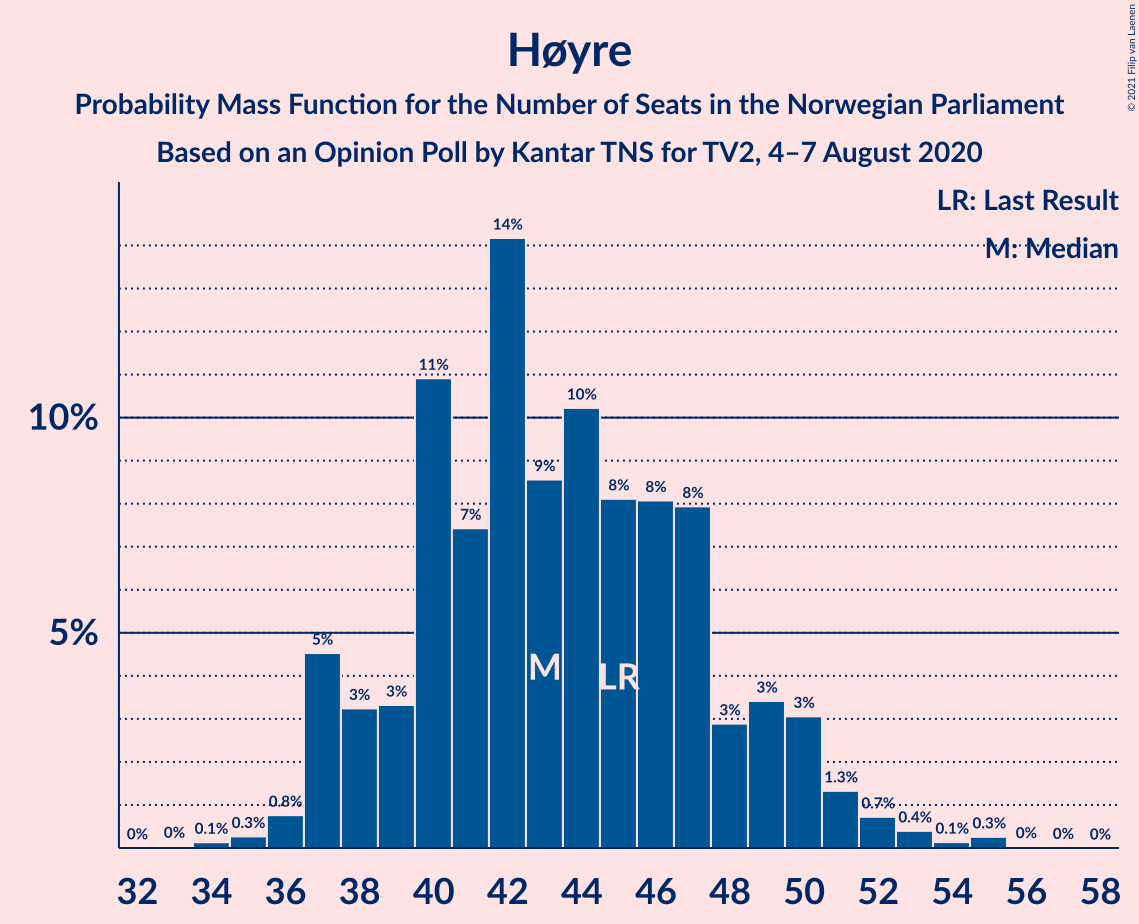 Høyre
Probability Mass Function for the Number of Seats in the Norwegian Parliament
Based on an Opinion Poll by Kantar TNS for TV2, 4–7 August 2020
© 2021 Filip van Laenen
LR: Last Result
M: Median
10%
5%
0% 0% 0.1% 0.3% 0.8% 5% 3% 3% 11% 7% 14% 9% 10% 8% 8% 8% 3% 3% 3% 1.3% 0.7% 0.4% 0.1% 0.3% 0% 0% 0%
M LR
32 34 36 38 40 42 44 46 48 50 52 54 56 58